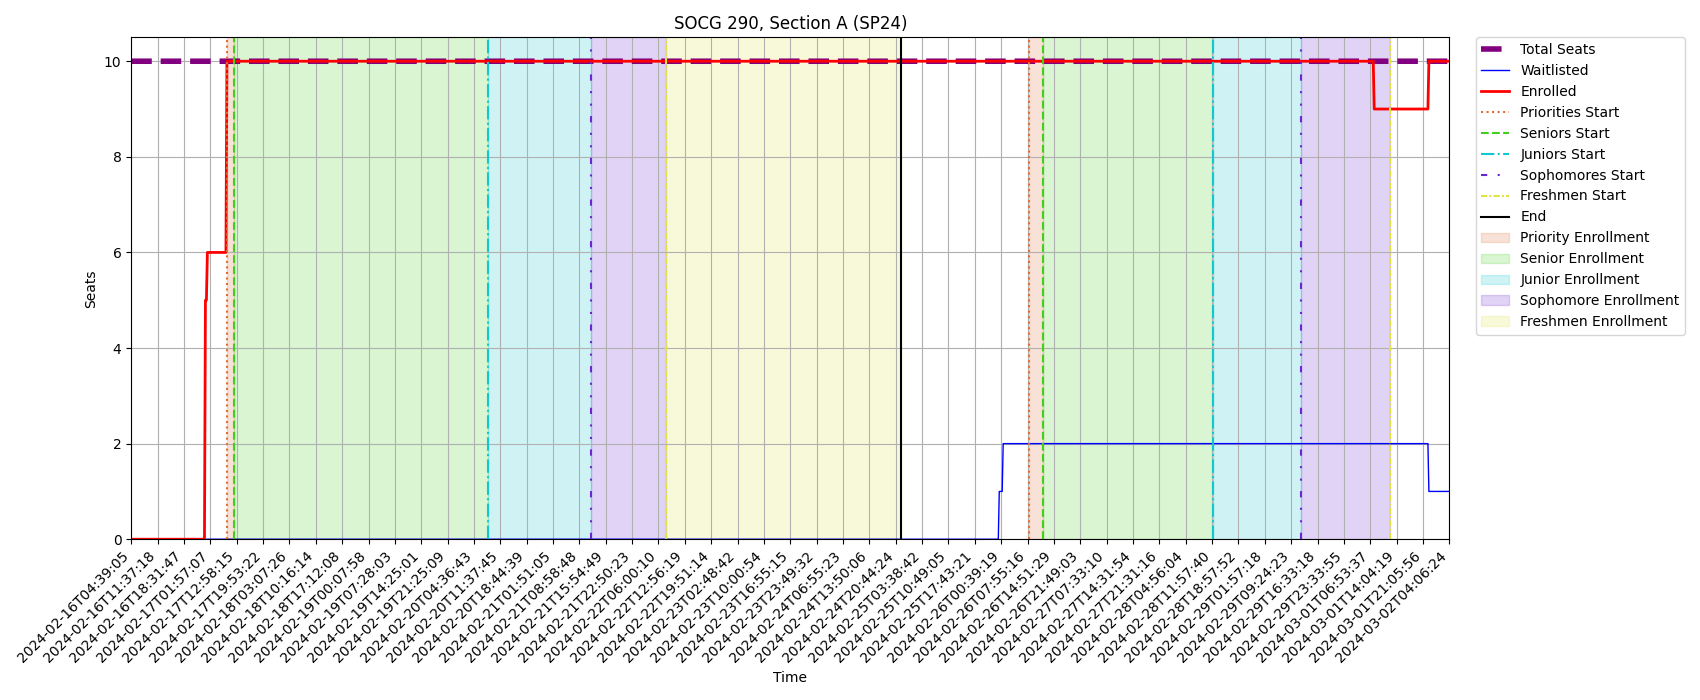 SOCG 290, Section A (SP24)
Seats
10
8
6
4
2
0
2024-02-16T04:39:05
2024-02-16T11:37:18
2024-02-16T18:31:47
2024-02-17T01:57:07
2024-02-17T12:58:15
2024-02-17T19:53:22
2024-02-18T03:07:26
2024-02-18T10:16:14
2024-02-18T17:12:08
2024-02-19T00:07:58
2024-02-19T07:28:03
2024-02-19T14:25:01
2024-02-19T21:25:09
2024-02-20T04:36:43
2024-02-20T11:37:45
2024-02-20T18:44:39
2024-02-21T01:51:05
2024-02-21T08:58:48
2024-02-21T15:54:49
2024-02-21T22:50:23
2024-02-22T06:00:10
2024-02-22T12:56:19
2024-02-22T19:51:14
2024-02-23T02:48:42
2024-02-23T10:00:54
2024-02-23T16:55:15
2024-02-23T23:49:32
2024-02-24T06:55:23
2024-02-24T13:50:06
2024-02-24T20:44:24
2024-02-25T03:38:42
2024-02-25T10:49:05
2024-02-25T17:43:21
2024-02-26T00:39:19
2024-02-26T07:55:16
2024-02-26T14:51:29
2024-02-26T21:49:03
2024-02-27T07:33:10
2024-02-27T14:31:54
2024-02-27T21:31:16
2024-02-28T04:56:04
2024-02-28T11:57:40
2024-02-28T18:57:52
2024-02-29T01:57:18
2024-02-29T09:24:23
2024-02-29T16:33:18
2024-02-29T23:33:55
2024-03-01T06:53:37
2024-03-01T14:04:19
2024-03-01T21:05:56
2024-03-02T04:06:24
Time
Total Seats
Waitlisted
Enrolled
Priorities Start
Seniors Start
Juniors Start
Sophomores Start
Freshmen Start
End
Priority Enrollment
Senior Enrollment
Junior Enrollment
Sophomore Enrollment
Freshmen Enrollment